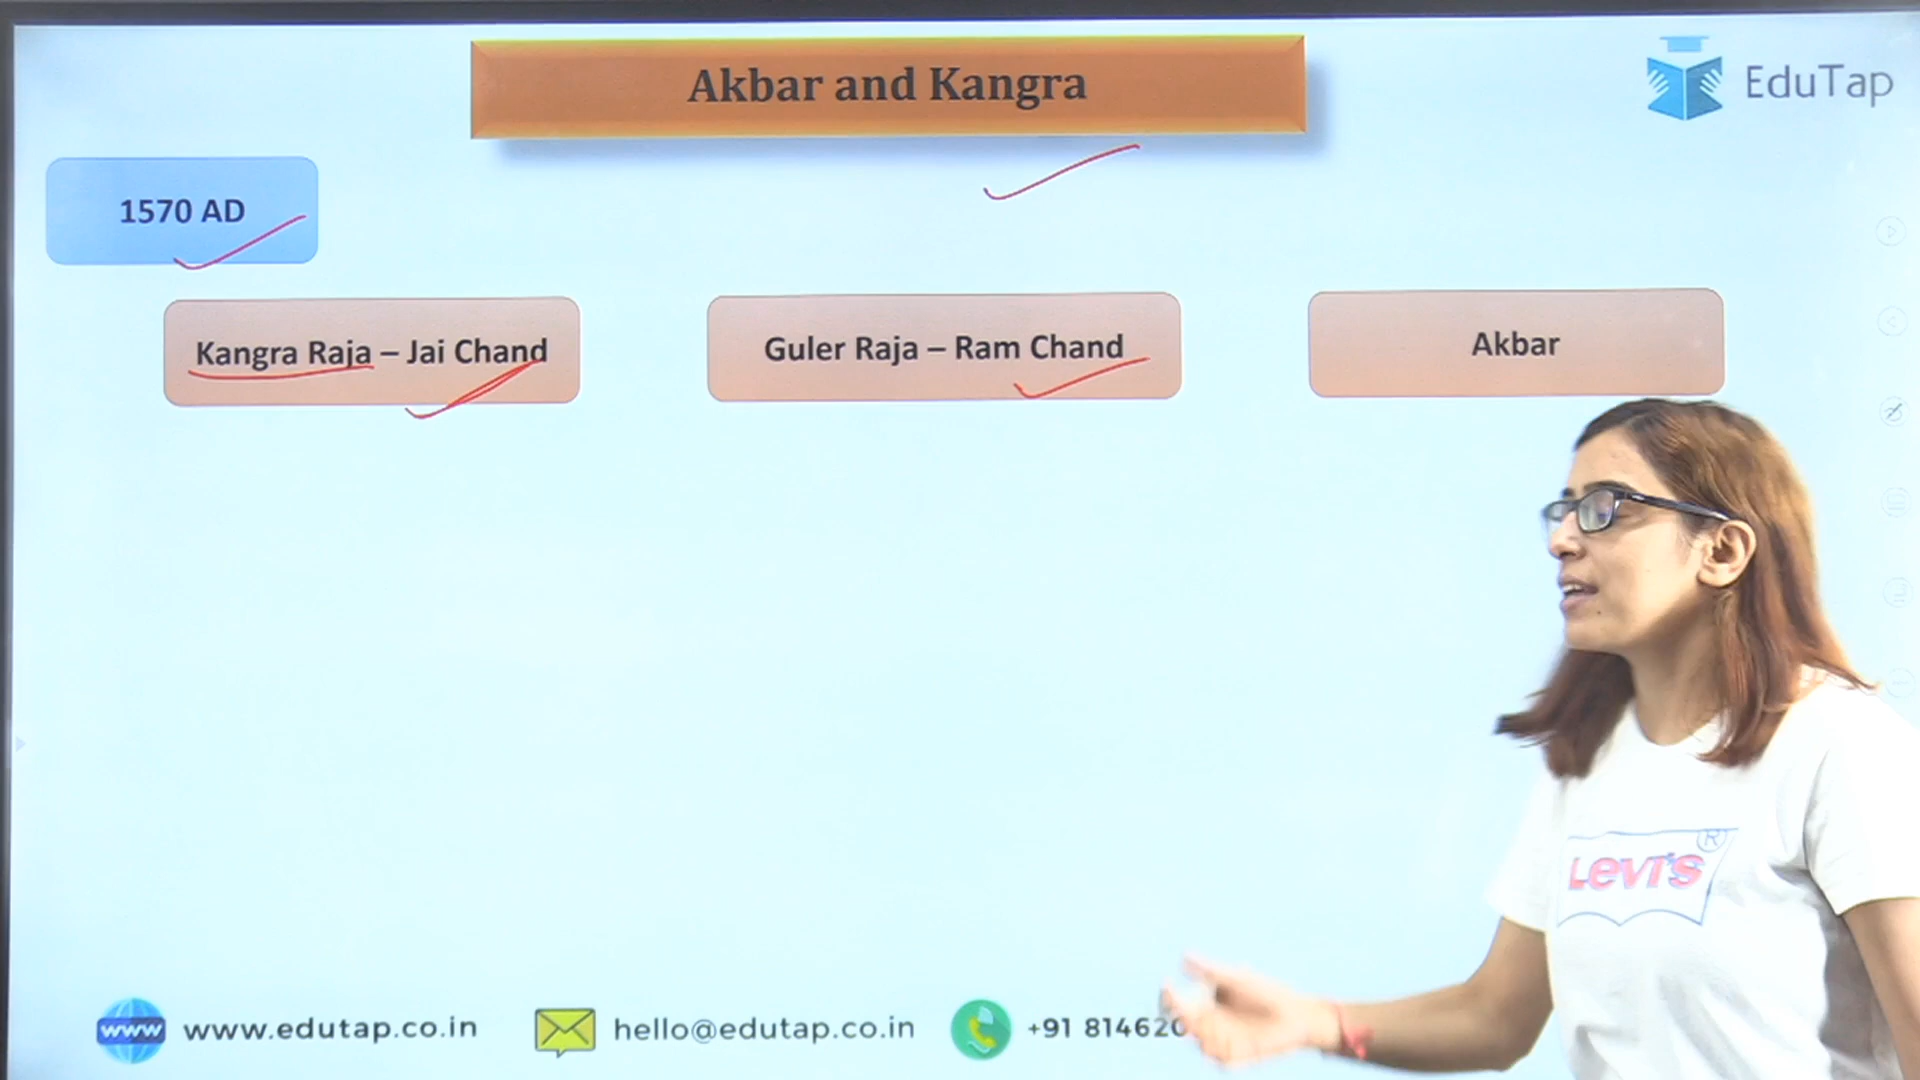 Akbar and Kangra
EduTap
1570 AD
Kangra Raja – Jai Chand
Guler Raja – Ram Chand
Akbar
Levi's ®
www
www.edutap.co.in
hello@edutap.co.in
+91 814620